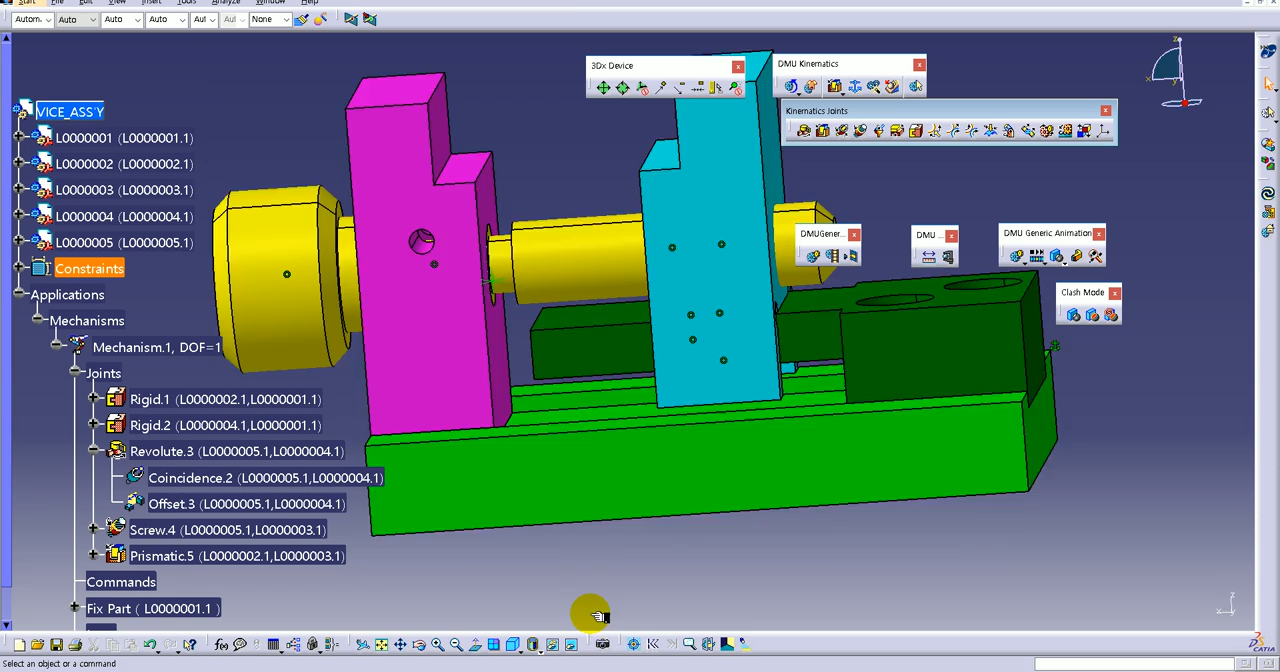 Start File Edit View Insert Tools Analyze Window Help
Autom. Auto Auto Auto Aut Aut None
3Dx Device
DMU Kinematics
Kinematics Joints
VICE_ASS'Y
L0000001 (L0000001.1)
L0000002 (L0000002.1)
L0000003 (L0000003.1)
L0000004 (L0000004.1)
L0000005 (L0000005.1)
DMUGener...
DMU ...
DMU Generic Animation
Constraints
Applications
Clash Mode
Mechanisms
Mechanism.1, DOF=1
Joints
Rigid.1 (L0000002.1,L0000001.1)
Rigid.2 (L0000004.1,L0000001.1)
Revolute.3 (L0000005.1,L0000004.1)
Coincidence.2 (L0000005.1,L0000004.1)
Offset.3 (L0000005.1,L0000004.1)
Screw.4 (L0000005.1,L0000003.1)
Prismatic.5 (L0000002.1,L0000003.1)
Commands
Fix Part ( L0000001.1 )
CATIA
Select an object or a command